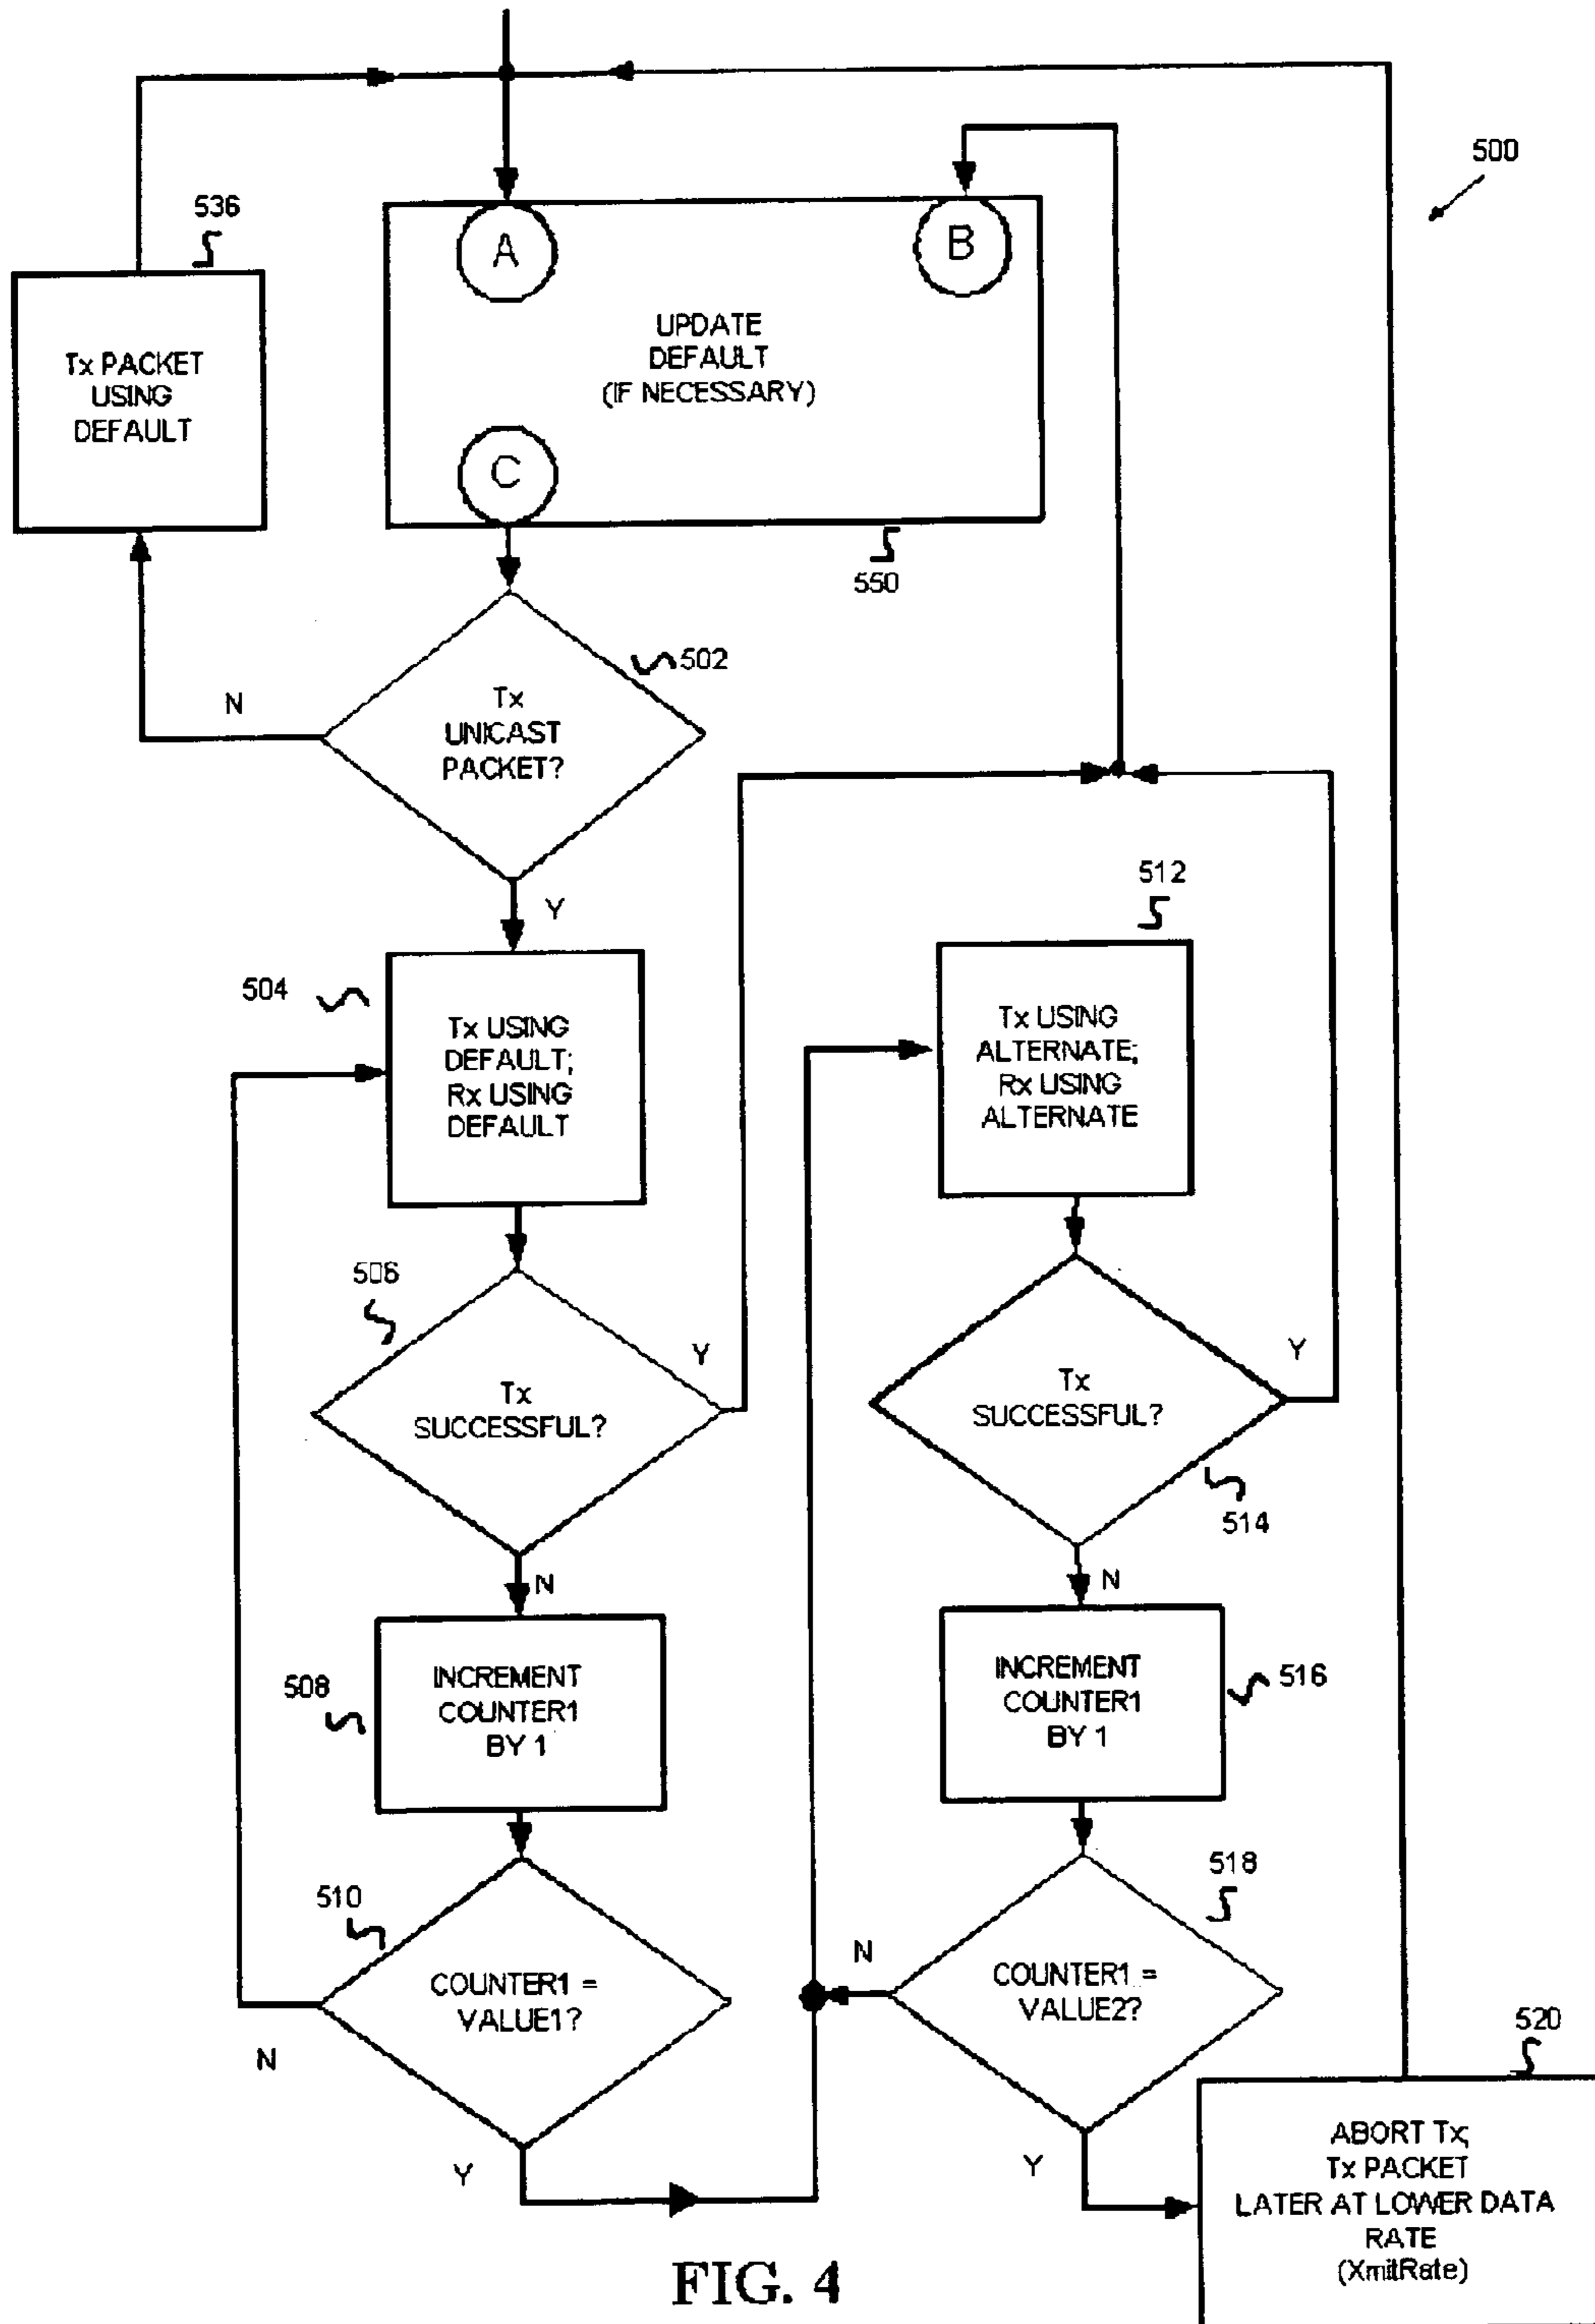 500
536
A
B
Tx PACKET
USING
DEFAULT
UPDATE
DEFAULT
(IF NECESSARY)
C
550
502
N
Tx
UNICAST
PACKET?
Y
512
504
Tx USING
DEFAULT;
Rx USING
DEFAULT
Tx USING
ALTERNATE;
Rx USING
ALTERNATE
506
Y
Tx
SUCCESSFUL?
Y
Tx
SUCCESSFUL?
514
N
N
508
INCREMENT
COUNTER1
BY 1
INCREMENT
COUNTER1
BY 1
516
510
COUNTER1 =
VALUE1?
N
Y
518
N
COUNTER1 =
VALUE2?
Y
520
ABORT Tx;
Tx PACKET
LATER AT LOWER DATA
RATE
(XmitRate)
FIG. 4